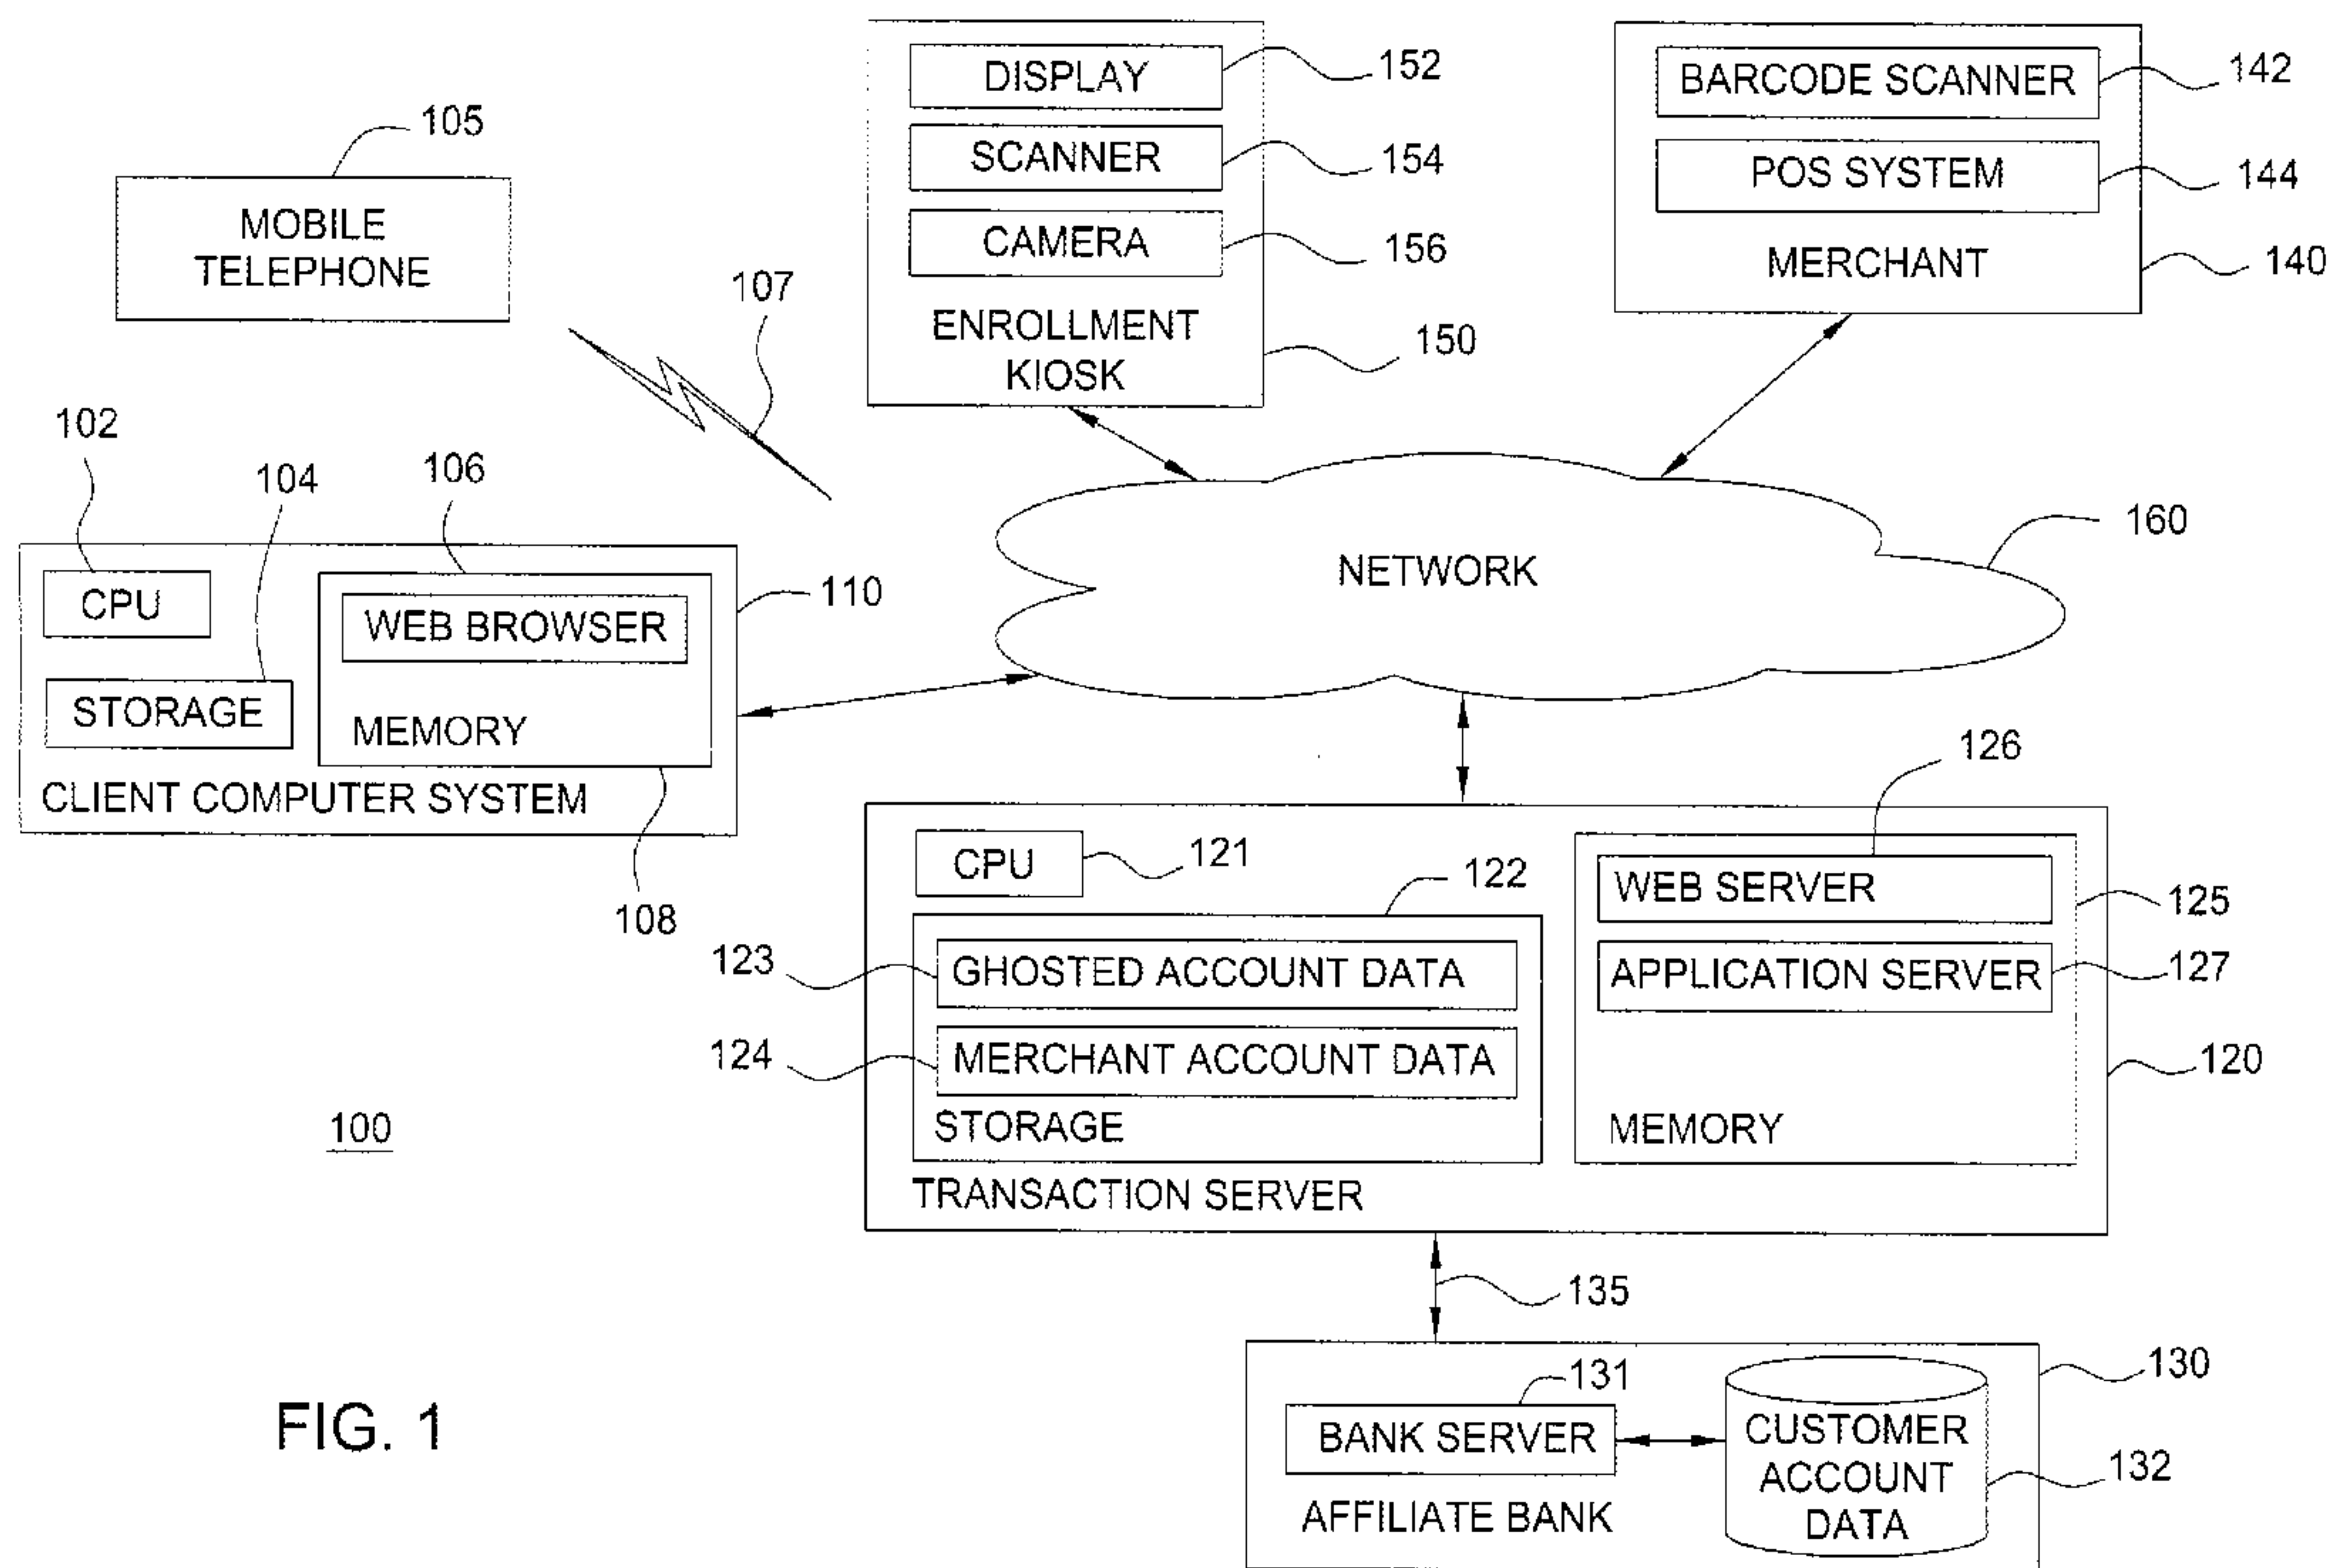 105
MOBILE
TELEPHONE
107
DISPLAY
152
SCANNER
154
CAMERA
156
ENROLLMENT
KIOSK
150
BARCODE SCANNER
142
POS SYSTEM
144
MERCHANT
140
102
104
106
CPU
WEB BROWSER
110
STORAGE
MEMORY
CLIENT COMPUTER SYSTEM
108
NETWORK
160
126
CPU
121
122
WEB SERVER
125
123
GHOSTED ACCOUNT DATA
APPLICATION SERVER
127
124
MERCHANT ACCOUNT DATA
120
STORAGE
MEMORY
TRANSACTION SERVER
100
135
131
130
BANK SERVER
CUSTOMER
ACCOUNT
DATA
132
AFFILIATE BANK
FIG. 1